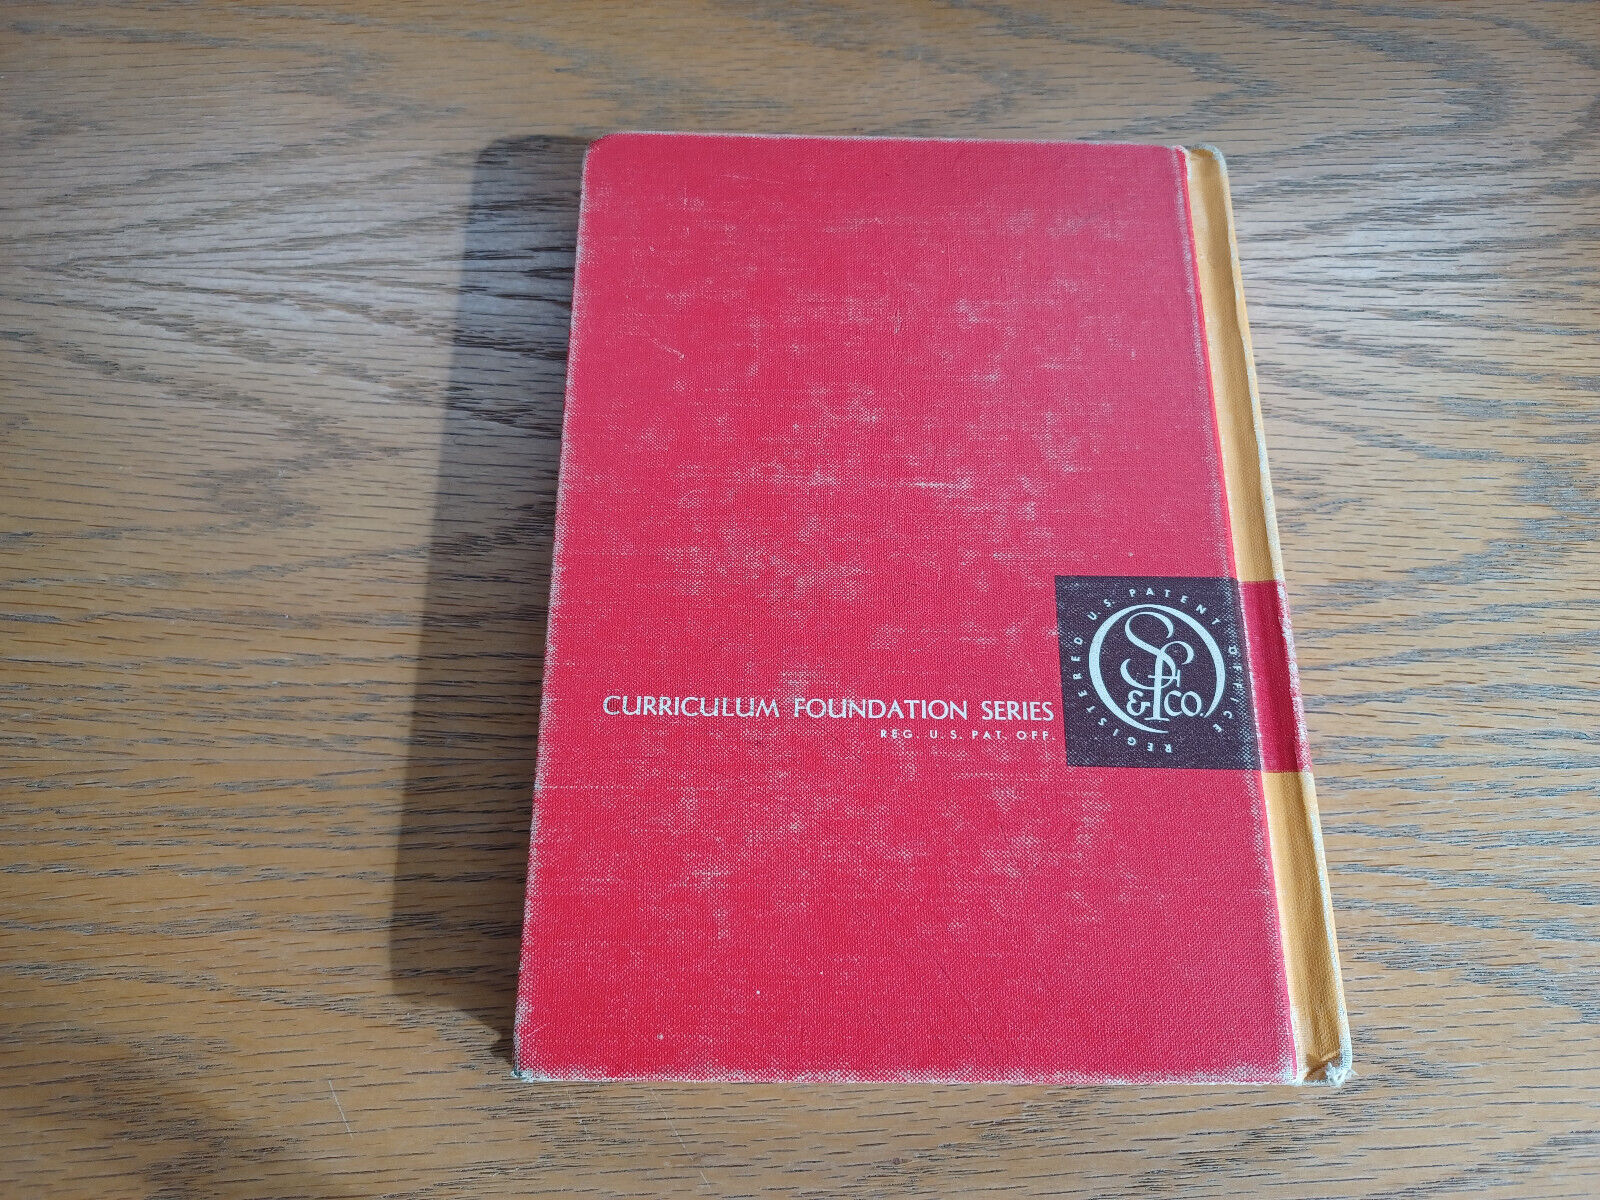 CURRICULUM FOUNDATION SERIES
REG. U.S. PAT. OFF.
REGISTERED U.S. PATENT OFFICE
SF & CO.